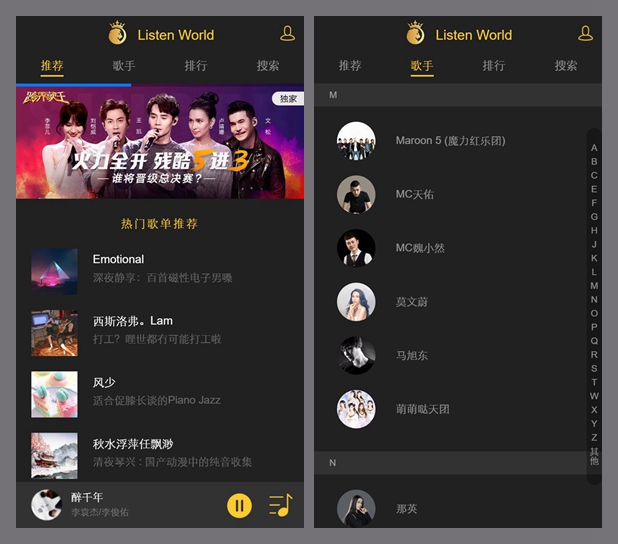 Listen World
推荐
歌手
排行
搜索
跨界歌王
独家
李菲儿
刘恺威
王凯
卢靖姗
文松
火力全开 残酷5进3
—谁将晋级总决赛?—
热门歌单推荐
Emotional
深夜静享：百首磁性电子男嗓
西斯洛弗。Lam
打工？哩世都冇可能打工啦
风少
适合促膝长谈的Piano Jazz
秋水浮萍任飘渺
清夜琴兴：国产动漫中的纯音收集
醉千年
李袁杰/李俊佑
Listen World
推荐
歌手
排行
搜索
M
Maroon 5 (魔力红乐团)
MC天佑
MC魏小然
莫文蔚
马旭东
萌萌哒天团
N
那英
A
B
C
E
F
G
H
J
K
L
M
N
O
P
Q
R
S
T
W
X
Y
Z
其他